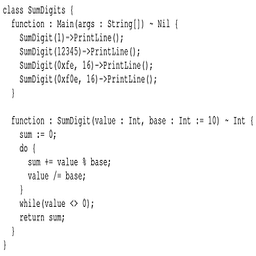 class SumDigits {
function : Main(args : String[]) ~ Nil {
SumDigit(1)->PrintLine();
SumDigit(12345)->PrintLine();
SumDigit(0xfe, 16)->PrintLine();
SumDigit(0xf0e, 16)->PrintLine();
}
function : SumDigit(value : Int, base : Int := 10) ~ Int {
sum := 0;
do {
sum += value % base;
value /= base;
}
while(value <> 0);
return sum;
}
}